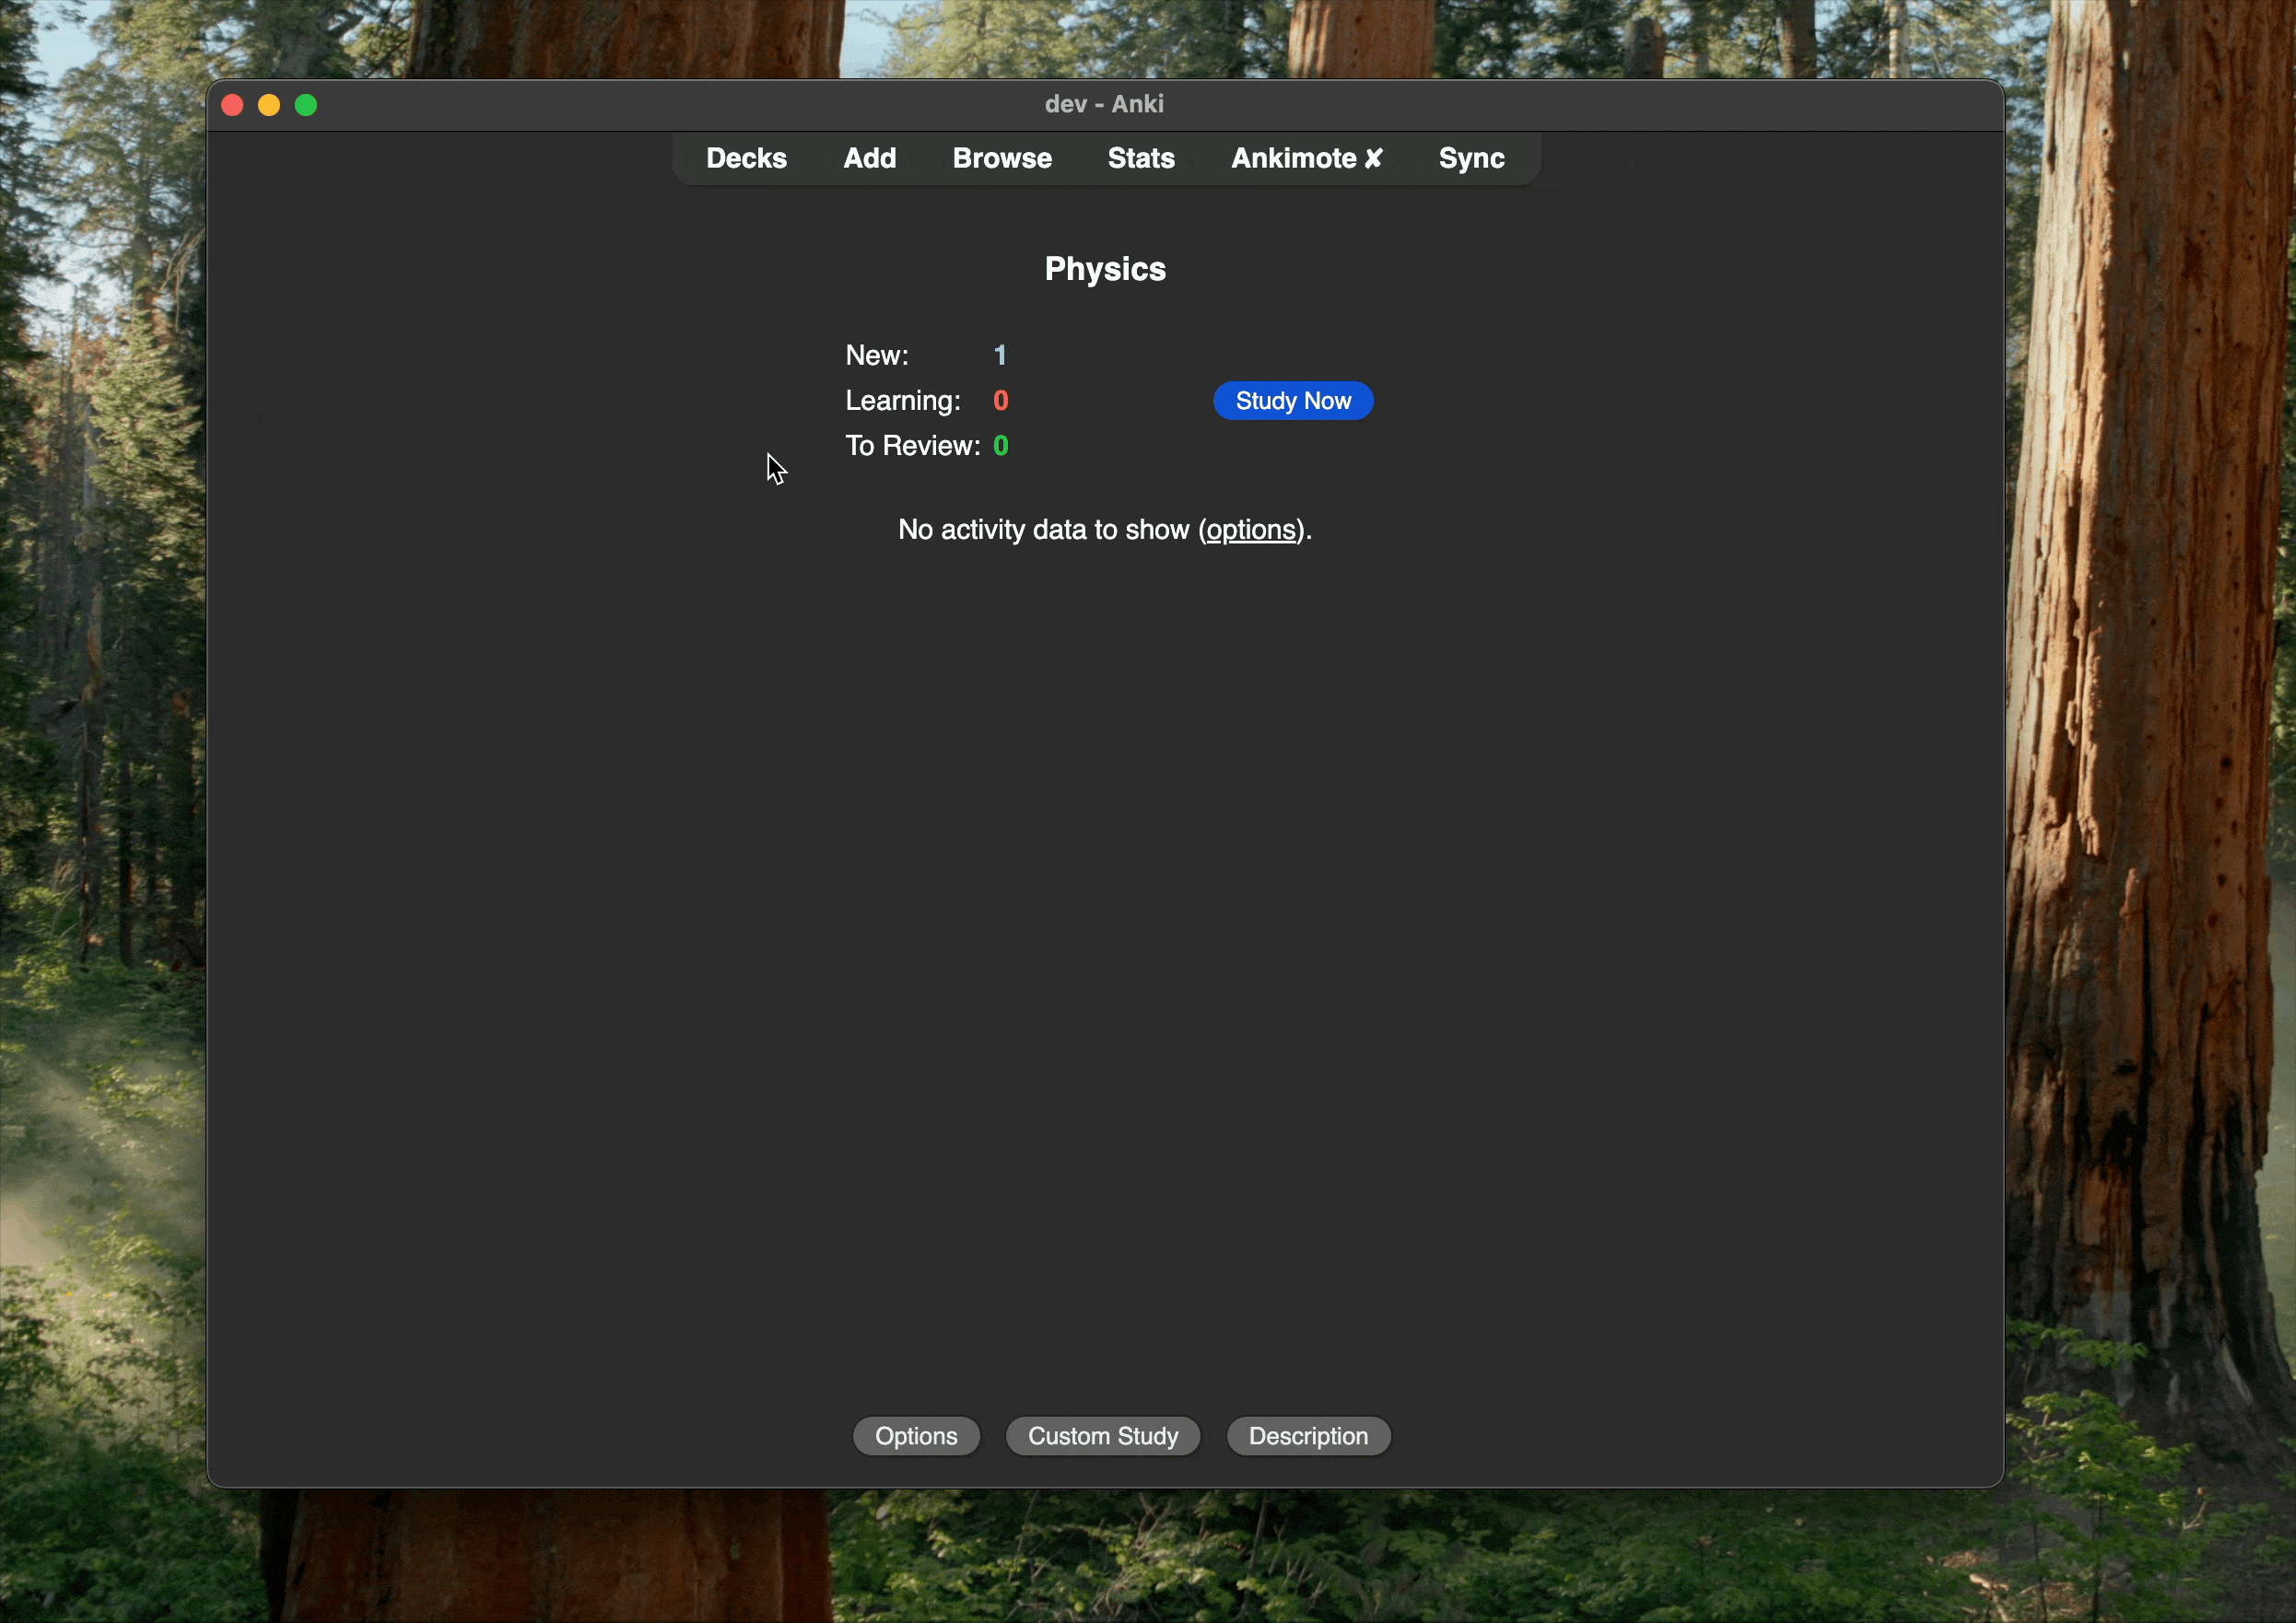 dev - Anki
Decks Add Browse Stats Ankimote ✘ Sync
Physics
New: 1
Learning: 0
Study Now
To Review: 0
No activity data to show (options).
Options Custom Study Description